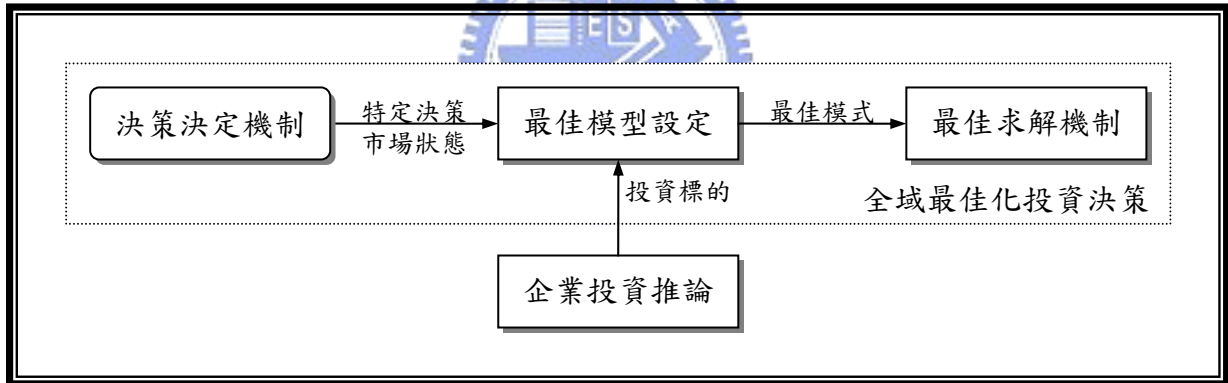 ES A
決策決定機制
特定決策
市場狀態
最佳模型設定
最佳模式
最佳求解機制
投資標的
全域最佳化投資決策
企業投資推論